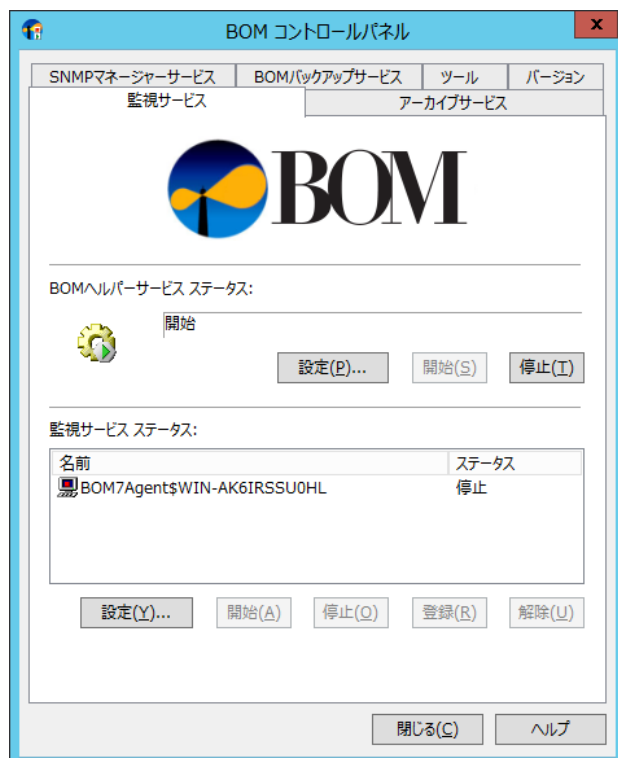 BOM コントロールパネル
x
SNMPマネージャーサービス BOMバックアップサービス ツール バージョン
監視サービス アーカイブサービス
BOM
BOMヘルパーサービス ステータス:
開始
設定(P)... 開始(S) 停止(T)
監視サービス ステータス:
名前 ステータス
BOM7Agent$WIN-AK6IRSSU0HL 停止
設定(Y)... 開始(A) 停止(O) 登録(R) 解除(U)
閉じる(C) ヘルプ